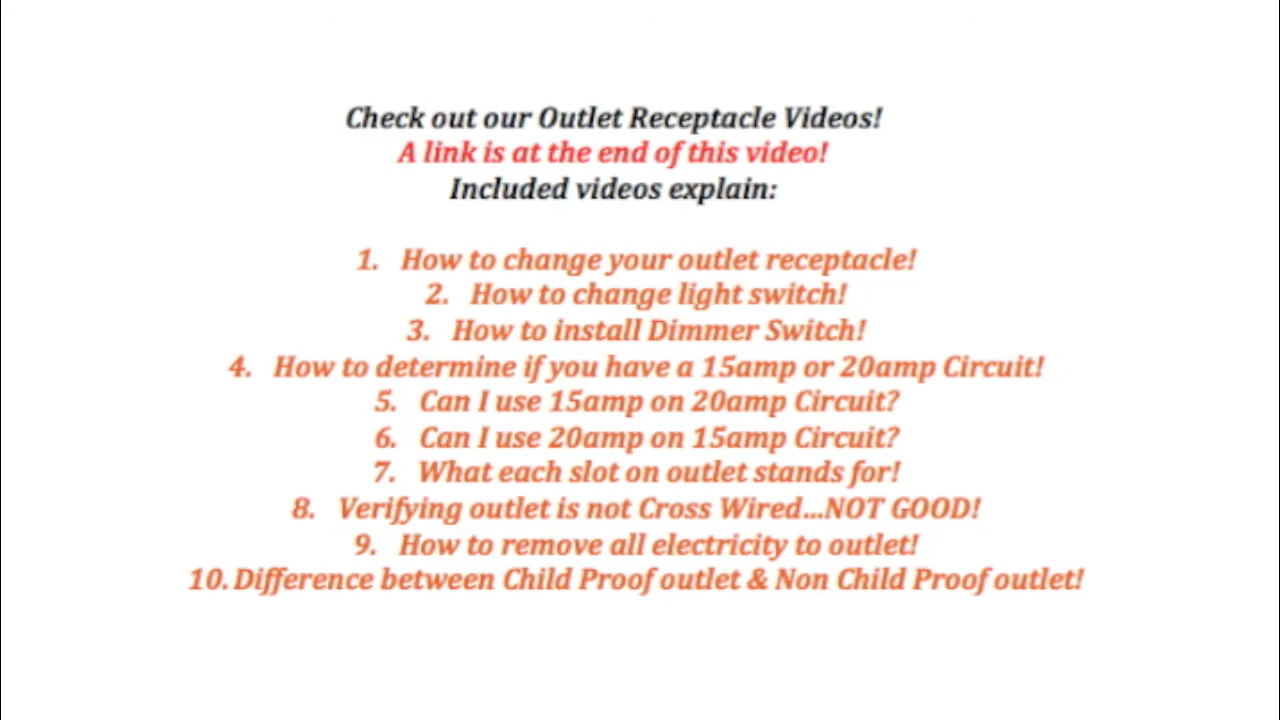 Check out our Outlet Receptacle Videos!
A link is at the end of this video!
Included videos explain:
1. How to change your outlet receptacle!
2. How to change light switch!
3. How to install Dimmer Switch!
4. How to determine if you have a 15amp or 20amp Circuit!
5. Can I use 15amp on 20amp Circuit?
6. Can I use 20amp on 15amp Circuit?
7. What each slot on outlet stands for!
8. Verifying outlet is not Cross Wired...NOT GOOD!
9. How to remove all electricity to outlet!
10. Difference between Child Proof outlet & Non Child Proof outlet!